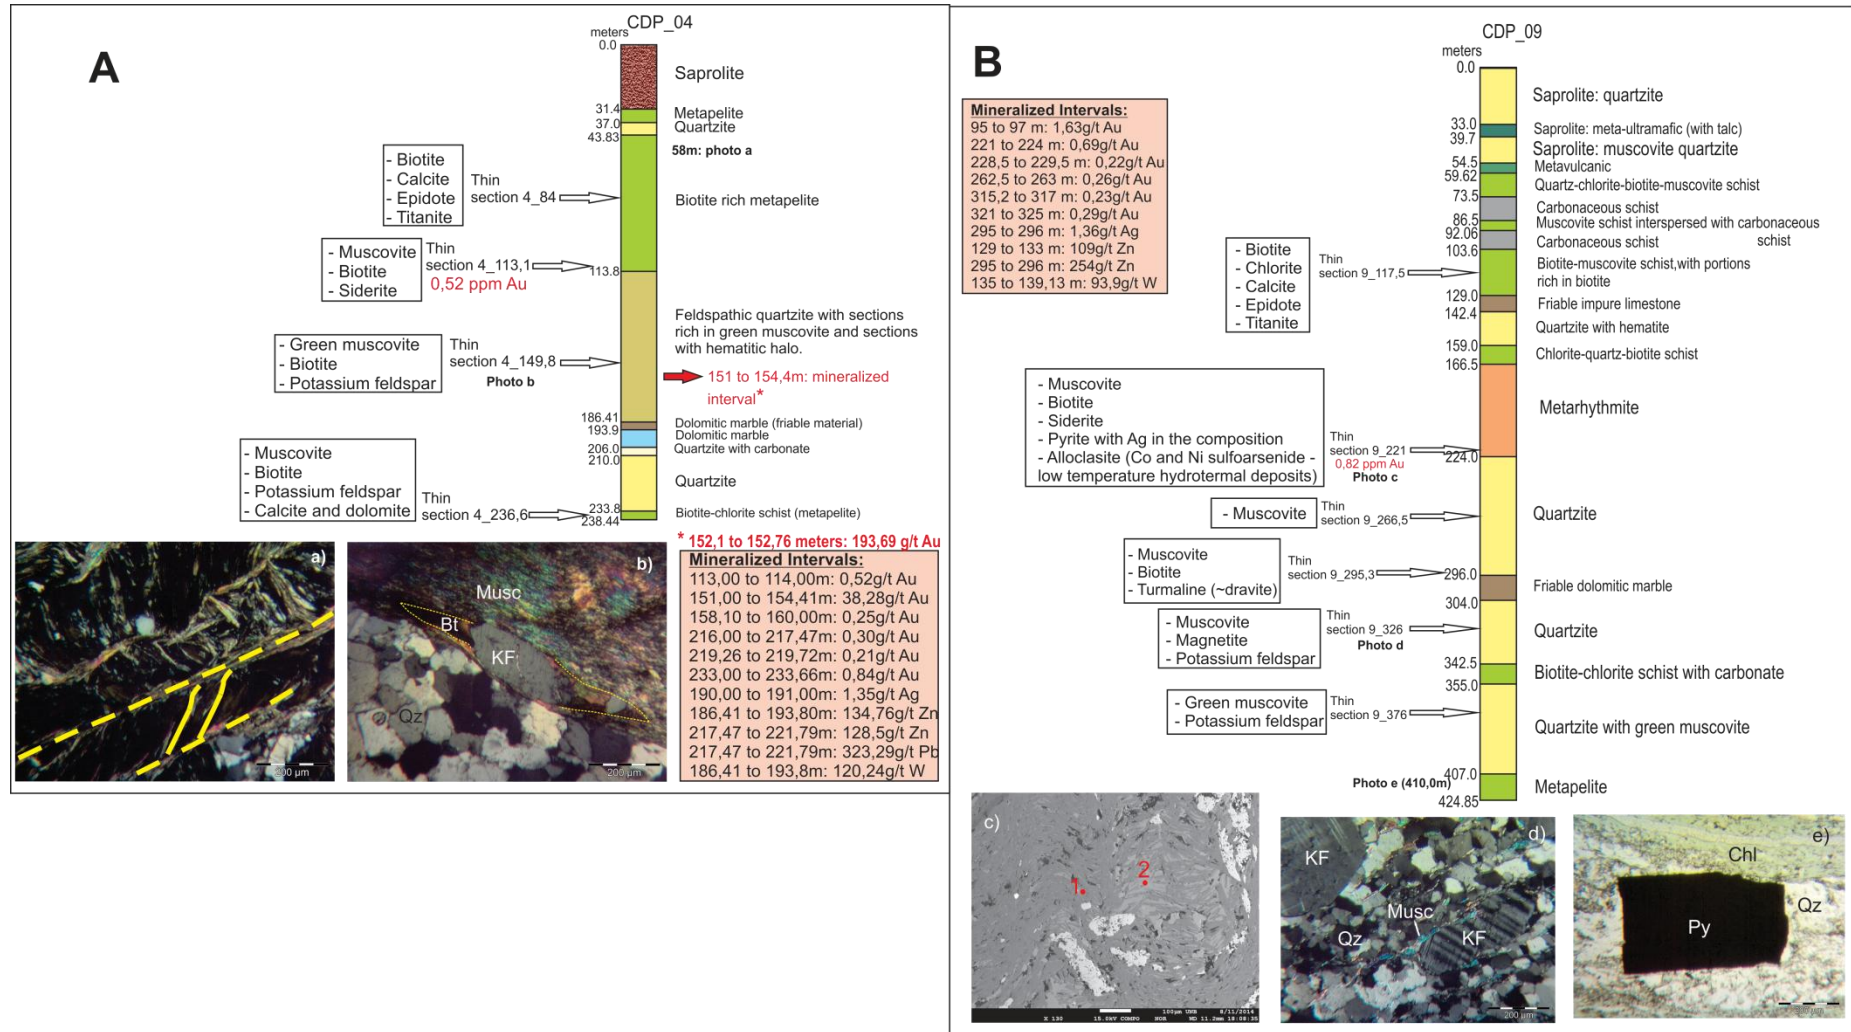 A
CDP_04
meters
0.0
Saprolite
31.4
Metapelite
37.0
Quartzite
43.83
58m: photo a
- Biotite
- Calcite
- Epidote
- Titanite
Thin
section 4_84
Biotite rich metapelite
- Muscovite
- Biotite
- Siderite
Thin
section 4_113,1
0,52 ppm Au
113.8
Feldspathic quartzite with sections
rich in green muscovite and sections
with hematitic halo.
- Green muscovite
- Biotite
- Potassium feldspar
Thin
section 4_149,8
Photo b
151 to 154,4m: mineralized
interval*
186.41
Dolomitic marble (friable material)
193.9
Dolomitic marble
206.0
Quartzite with carbonate
210.0
Quartzite
- Muscovite
- Biotite
- Potassium feldspar
- Calcite and dolomite
Thin
section 4_236,6
233.8
Biotite-chlorite schist (metapelite)
238.44
* 152,1 to 152,76 meters: 193,69 g/t Au
Mineralized Intervals:
113,00 to 114,00m: 0,52g/t Au
151,00 to 154,41m: 38,28g/t Au
158,10 to 160,00m: 0,25g/t Au
216,00 to 217,47m: 0,30g/t Au
219,26 to 219,72m: 0,21g/t Au
233,00 to 233,66m: 0,84g/t Au
190,00 to 191,00m: 1,35g/t Ag
186,41 to 193,80m: 134,76g/t Zn
217,47 to 221,79m: 128,5g/t Zn
217,47 to 221,79m: 323,29g/t Pb
186,41 to 193,8m: 120,24g/t W
a)
200 µm
b)
Musc
Bt
KF
Qz
200 µm
B
CDP_09
meters
0.0
Mineralized Intervals:
95 to 97 m: 1,63g/t Au
221 to 224 m: 0,69g/t Au
228,5 to 229,5 m: 0,22g/t Au
262,5 to 263 m: 0,26g/t Au
315,2 to 317 m: 0,23g/t Au
321 to 325 m: 0,29g/t Au
295 to 296 m: 1,36g/t Ag
129 to 133 m: 109g/t Zn
295 to 296 m: 254g/t Zn
135 to 139,13 m: 93,9g/t W
Saprolite: quartzite
33.0
Saprolite: meta-ultramafic (with talc)
39.7
Saprolite: muscovite quartzite
54.5
Metavulcanic
59.62
Quartz-chlorite-biotite-muscovite schist
73.5
Carbonaceous schist
86.5
Muscovite schist interspersed with carbonaceous
schist
92.06
Carbonaceous schist
103.6
- Biotite
- Chlorite
- Calcite
- Epidote
- Titanite
Thin
section 9_117,5
Biotite-muscovite schist,with portions
rich in biotite
129.0
Friable impure limestone
142.4
Quartzite with hematite
159.0
Chlorite-quartz-biotite schist
166.5
Metarhythmite
- Muscovite
- Biotite
- Siderite
- Pyrite with Ag in the composition
- Alloclasite (Co and Ni sulfoarsenide -
low temperature hydrotermal deposits)
Thin
section 9_221
0,82 ppm Au
Photo c
224.0
- Muscovite
Thin
section 9_266,5
Quartzite
- Muscovite
- Biotite
- Turmaline (~dravite)
Thin
section 9_295,3
296.0
Friable dolomitic marble
304.0
- Muscovite
- Magnetite
- Potassium feldspar
Thin
section 9_326
Photo d
Quartzite
342.5
Biotite-chlorite schist with carbonate
355.0
- Green muscovite
- Potassium feldspar
Thin
section 9_376
Quartzite with green muscovite
407.0
Photo e (410,0m)
Metapelite
424.85
c)
1
2
100µm UNB 8/11/2016
X 130 15.0kV COMPO NOR WD 11.2mm 18:08:35
d)
KF
Musc
Qz
KF
200 µm
e)
Chl
Qz
Py